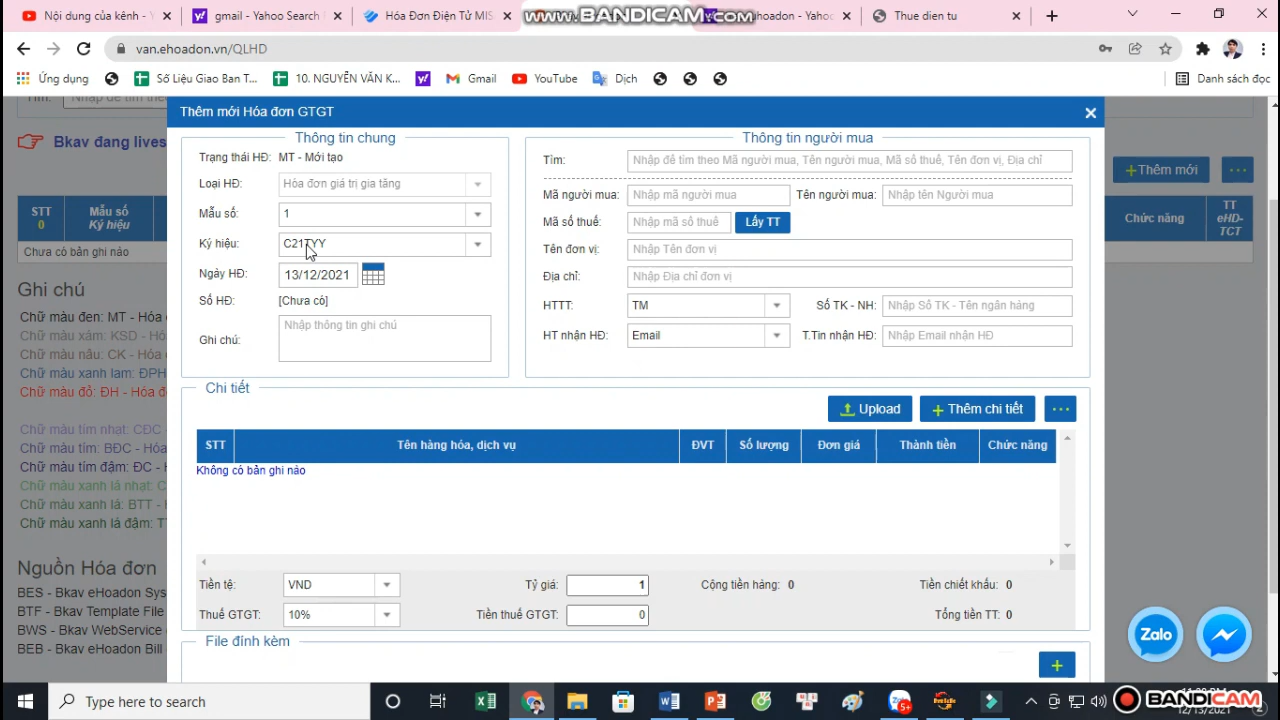 Nội dung của kênh - Y
gmail - Yahoo Search
Hóa Đơn Điện Tử MIS
WWW.BANDICAM.COM
ehoadon - Yaho
Thue dien tu
van.ehoadon.vn/QLHD
Ứng dụng
Số Liệu Giao Ban T...
10. NGUYỄN VĂN K...
Gmail
YouTube
Dịch
Danh sách đọc
Tìm:
Bkav đang lives
+Thêm mới
STT
0
Mẫu số
Ký hiệu
Chức năng
TT
eHD-
TCT
Chưa có bản ghi nào
Ghi chú
Chữ màu đen: MT - Hóa
Chữ màu xám: KSD - Hó
Chữ màu nâu: CK - Hóa
Chữ màu xanh lam: ĐPH
Chữ màu đỏ: ĐH - Hóa đ
Chữ màu tím nhạt: CĐC
Chữ màu tím: BĐC - Hóa
Chữ màu tím đậm: ĐC -
Chữ màu xanh lá nhạt: C
Chữ màu xanh lá: BTT - H
Chữ màu xanh lá đậm: T
Nguồn Hóa đơn
BES - Bkav eHoadon Sys
BTF - Bkav Template File
BWS - Bkav WebService
BEB - Bkav eHoadon Bill
Thêm mới Hóa đơn GTGT
Thông tin chung
Trạng thái HĐ: MT - Mới tạo
Loại HĐ: Hóa đơn giá trị gia tăng
Mẫu số: 1
Ký hiệu: C21TYY
Ngày HĐ: 13/12/2021
Số HĐ: [Chưa có]
Ghi chú: Nhập thông tin ghi chú
Thông tin người mua
Tìm: Nhập để tìm theo Mã người mua, Tên người mua, Mã số thuế, Tên đơn vị, Địa chỉ
Mã người mua: Nhập mã người mua Tên người mua: Nhập tên Người mua
Mã số thuế: Nhập mã số thuế Lấy TT
Tên đơn vị: Nhập Tên đơn vị
Địa chỉ: Nhập Địa chỉ đơn vị
HTTT: TM Số TK - NH: Nhập Số TK - Tên ngân hàng
HT nhận HĐ: Email T.Tin nhận HĐ: Nhập Email nhận HĐ
Chi tiết
Upload + Thêm chi tiết ...
STT Tên hàng hóa, dịch vụ ĐVT Số lượng Đơn giá Thành tiền Chức năng
Không có bản ghi nào
Tiền tệ: VND Tỷ giá: 1 Cộng tiền hàng: 0 Tiền chiết khấu: 0
Thuế GTGT: 10% Tiền thuế GTGT: 0 Tổng tiền TT: 0
File đính kèm
+
Zalo
Type here to search
BANDICAM
12/13/2021